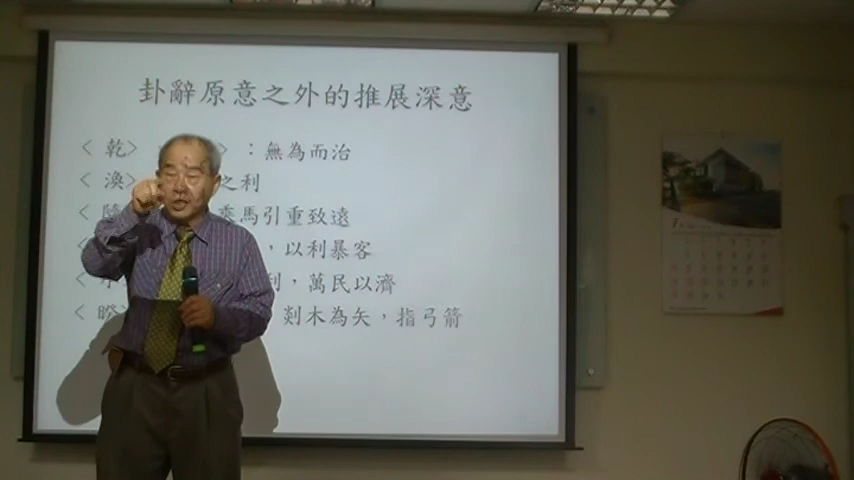 卦辭原意之外的推展深意
< 乾> > ：無為而治
< 渙> 之利
< 隨 乘馬引重致遠
< ，以利暴客
< 利，萬民以濟
< 睽> 剡木為矢，指弓箭